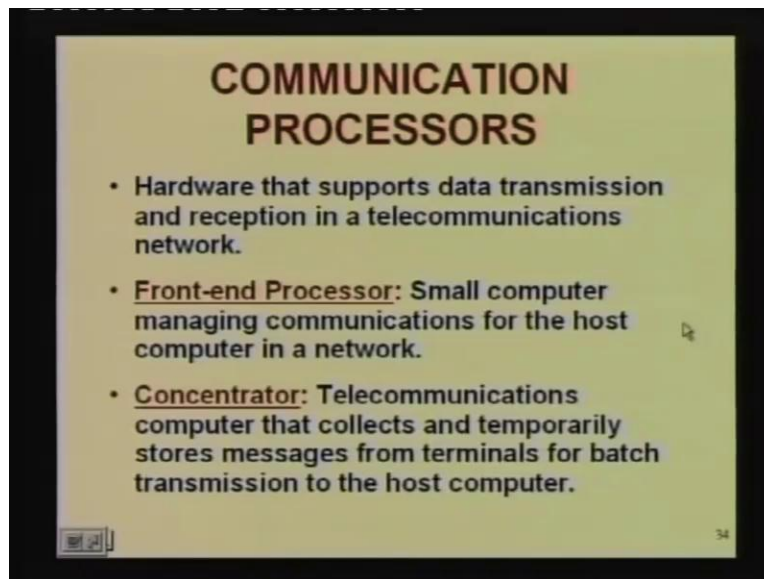 COMMUNICATION
PROCESSORS
• Hardware that supports data transmission
and reception in a telecommunications
network.
• Front-end Processor: Small computer
managing communications for the host
computer in a network.
• Concentrator: Telecommunications
computer that collects and temporarily
stores messages from terminals for batch
transmission to the host computer.
34